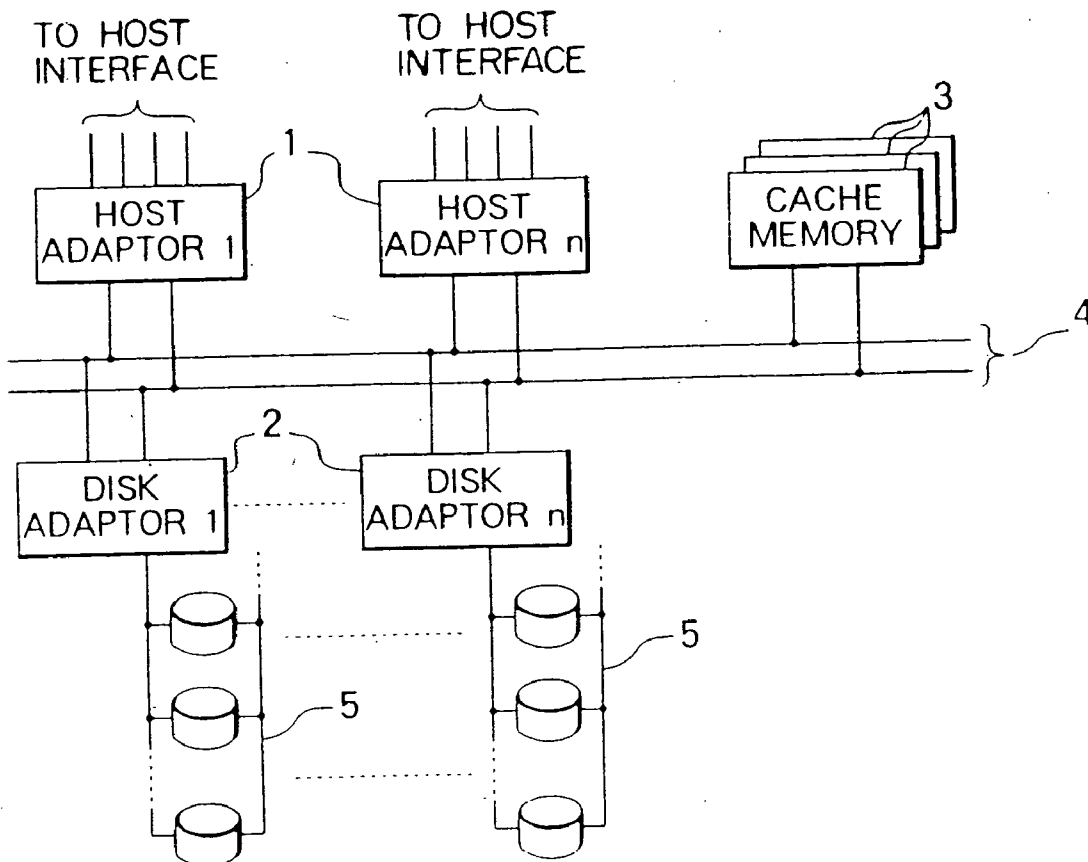 TO HOST
INTERFACE
TO HOST
INTERFACE
1
3
HOST
ADAPTOR 1
HOST
ADAPTOR n
CACHE
MEMORY
4
2
DISK
ADAPTOR 1
DISK
ADAPTOR n
5
5